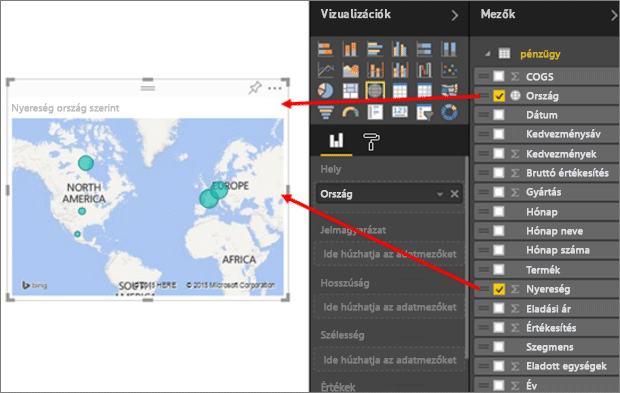 Nyereség ország szerint
NORTH
AMERICA
EUROPE
AFRICA
SOUTH
AMERICA
bing
© 2015 HERE
© 2015 Microsoft Corporation
Vizualizációk
Hely
Ország
Jelmagyarázat
Ide húzhatja az adatmezőket
Hosszúság
Ide húzhatja az adatmezőket
Szélesség
Ide húzhatja az adatmezőket
Értékek
Mezők
pénzügy
COGS
Ország
Dátum
Kedvezménysáv
Kedvezmények
Bruttó értékesítés
Gyártás
Hónap
Hónap neve
Hónap száma
Termék
Nyereség
Eladási ár
Értékesítés
Szegmens
Eladott egységek
Év